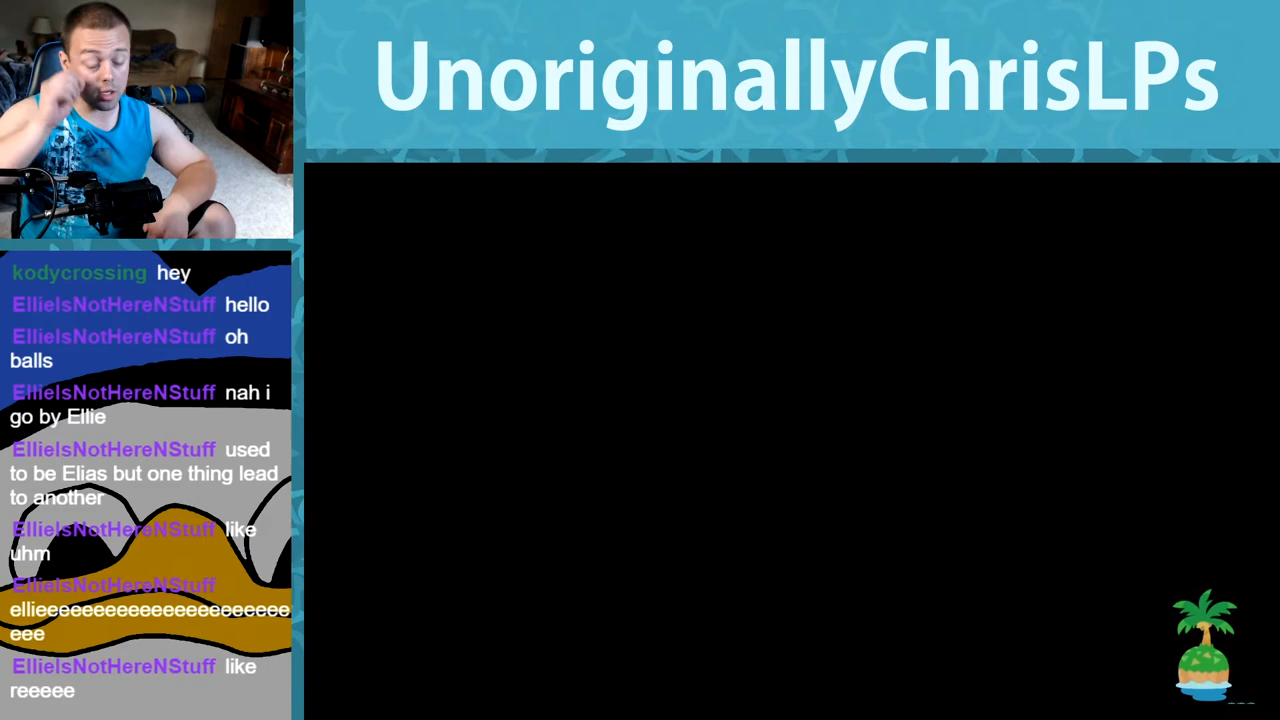 UnoriginallyChrisLPs
kodycrossing hey
EllieIsNotHereNStuff hello
EllieIsNotHereNStuff oh
balls
EllieIsNotHereNStuff nah i
go by Ellie
EllieIsNotHereNStuff used
to be Elias but one thing lead
to another
EllieIsNotHereNStuff like
uhm
EllieIsNotHereNStuff
ellieeeeeeeeeeeeeeeeeeeeee
eee
EllieIsNotHereNStuff like
reeeee